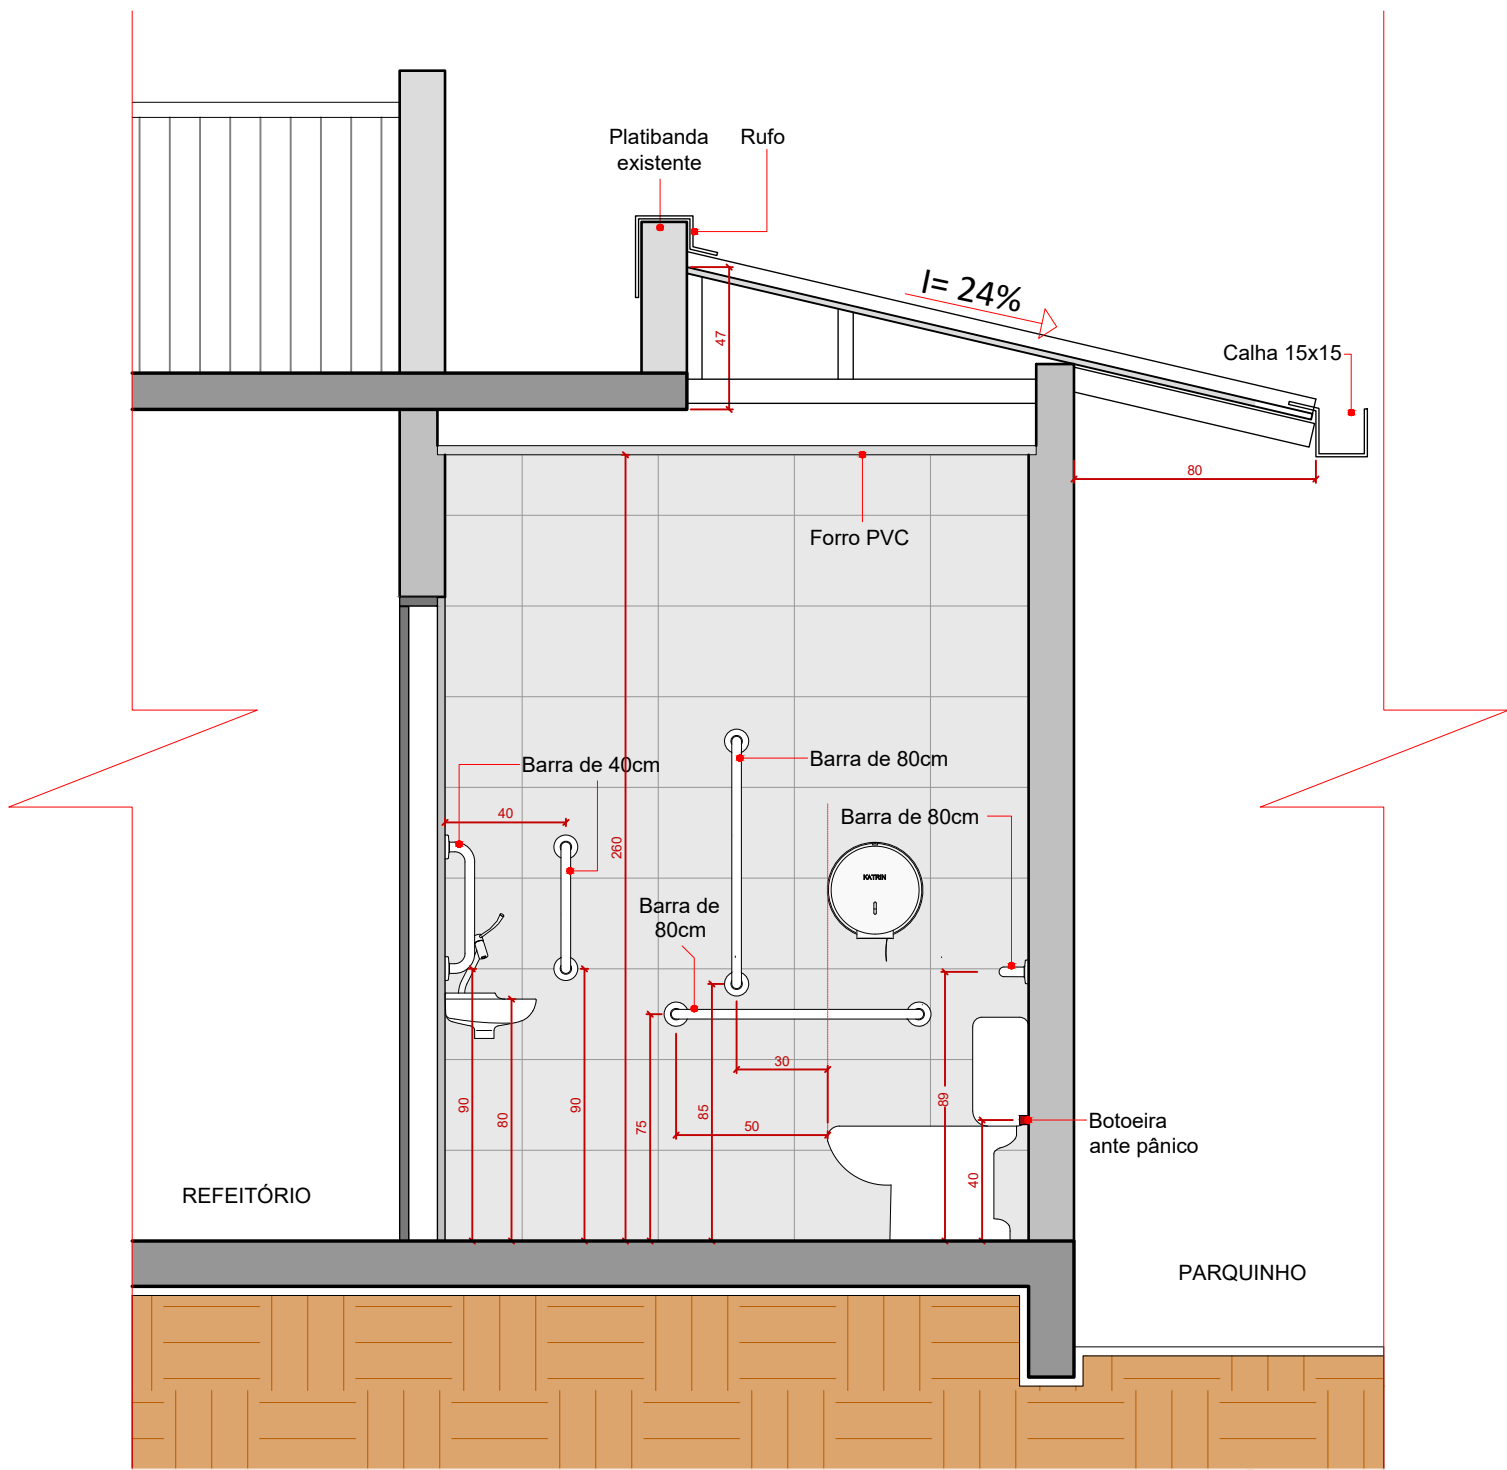 Platibanda
existente
Rufo
I= 24%
47
Calha 15x15
80
Forro PVC
Barra de 40cm
Barra de 80cm
40
260
Barra de 80cm
KATRIN
Barra de
80cm
30
90
80
90
75
85
50
89
40
Botoeira
ante pânico
REFEITÓRIO
PARQUINHO